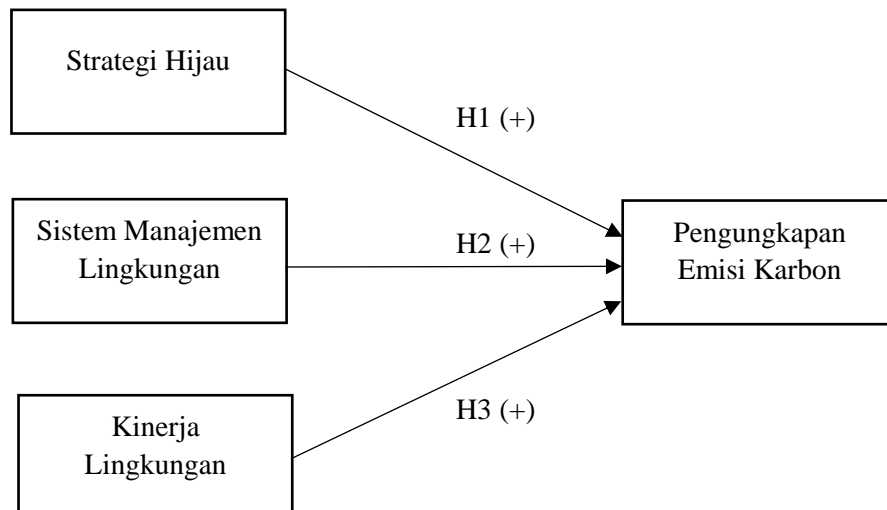 Strategi Hijau
H1 (+)
Sistem Manajemen
Lingkungan
H2 (+)
Pengungkapan
Emisi Karbon
H3 (+)
Kinerja
Lingkungan